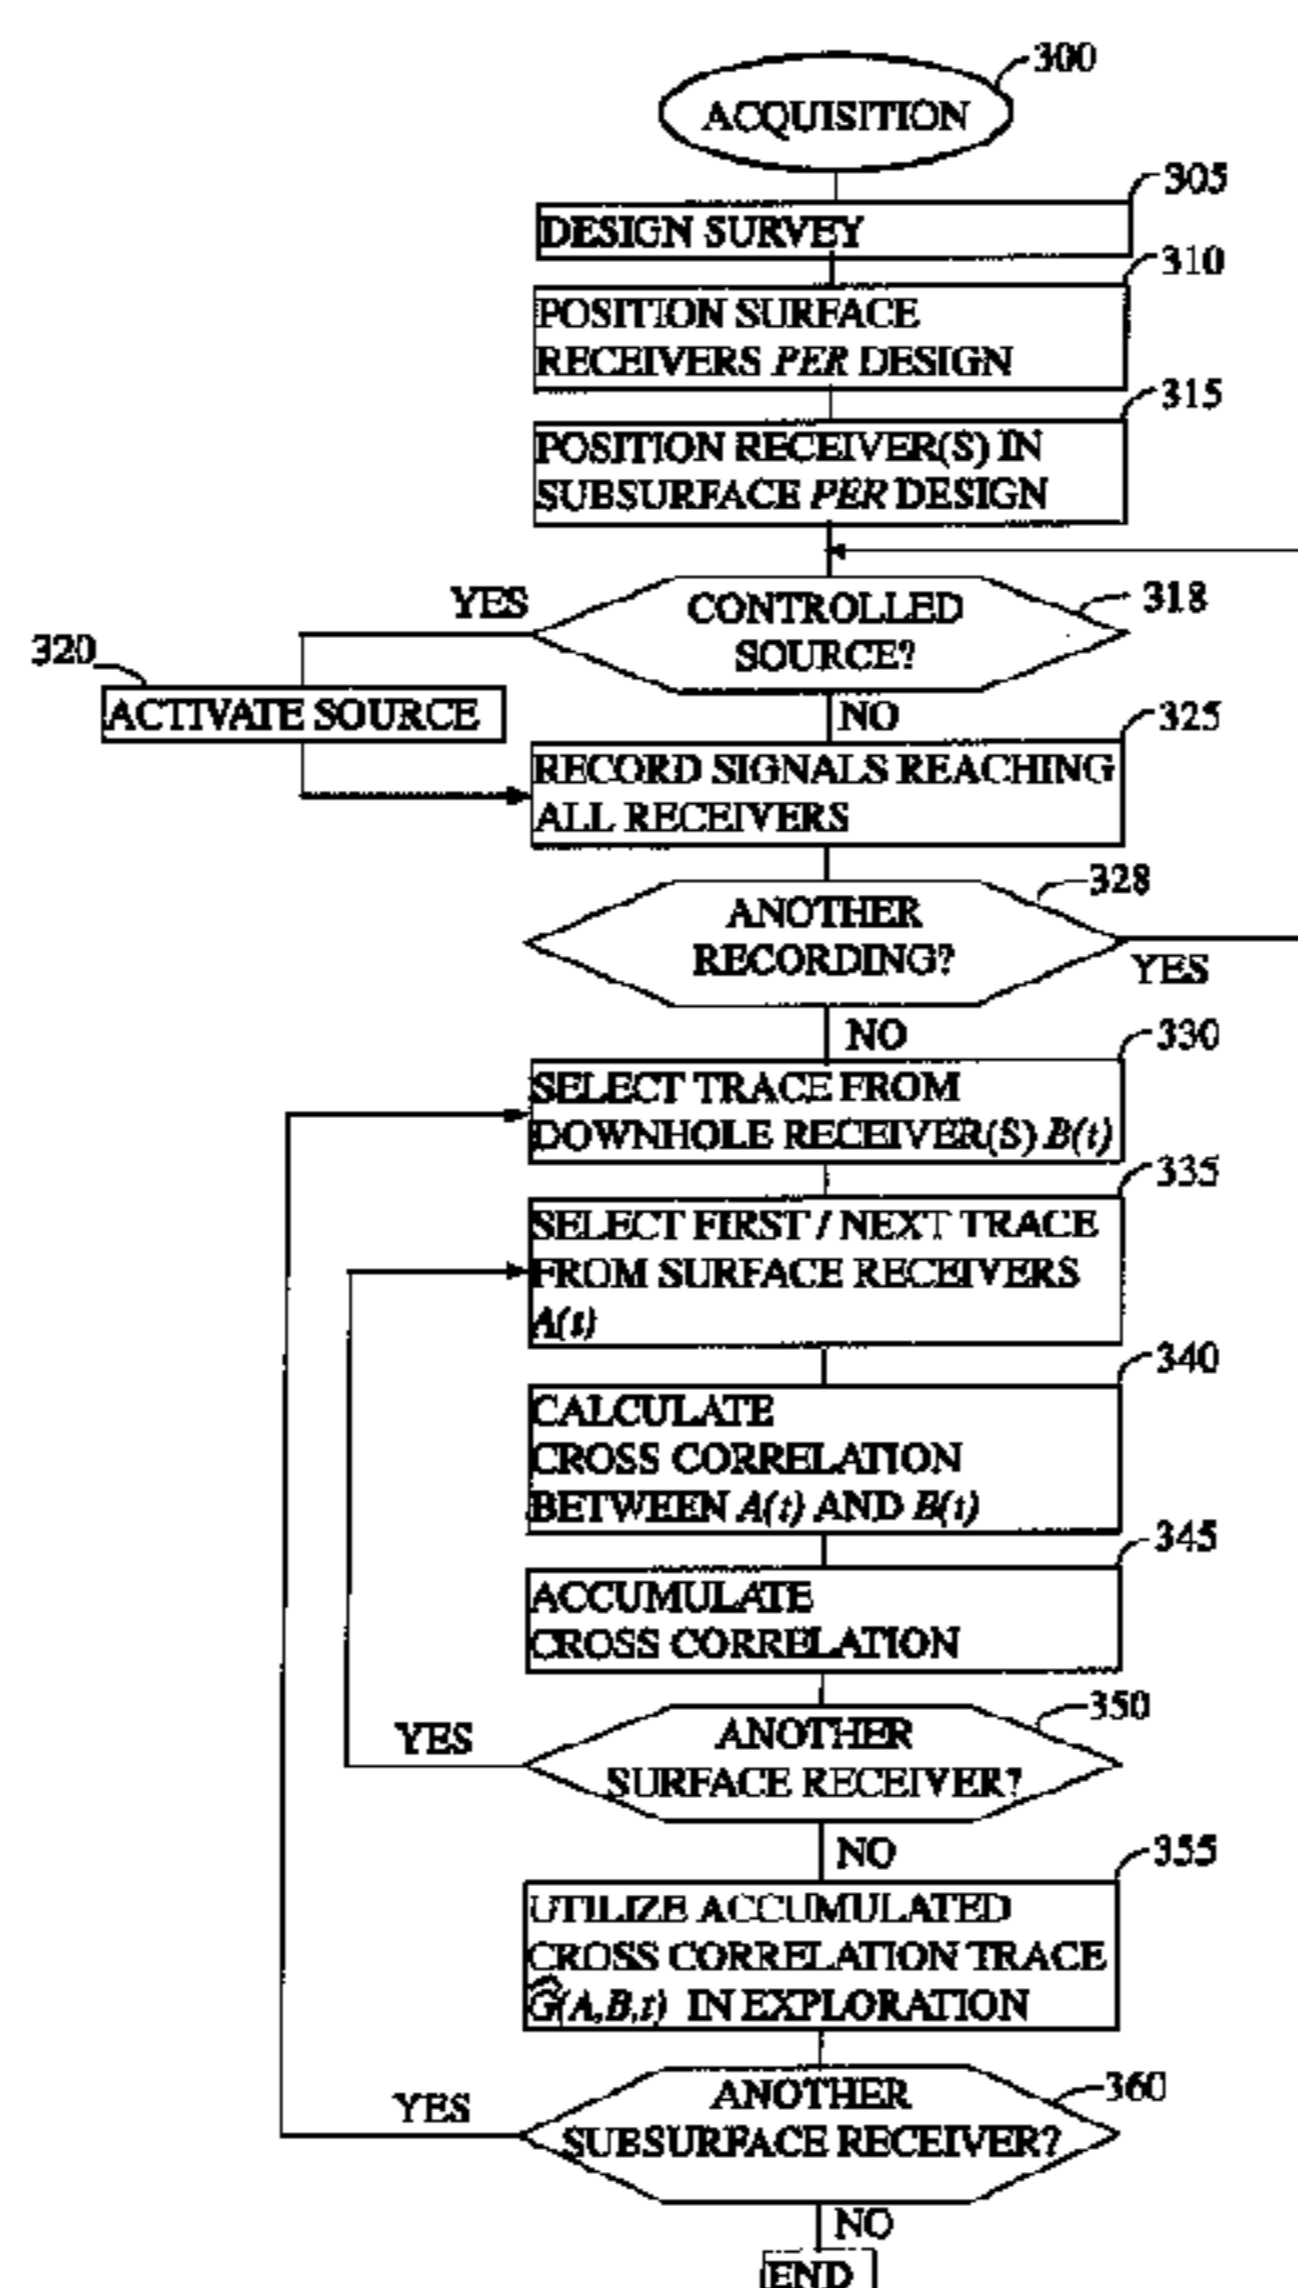 300
ACQUISITION
305
DESIGN SURVEY
310
POSITION SURFACE
RECEIVERS PER DESIGN
315
POSITION RECEIVER(S) IN
SUBSURFACE PER DESIGN
YES
CONTROLLED
SOURCE?
318
320
ACTIVATE SOURCE
NO
325
RECORD SIGNALS REACHING
ALL RECEIVERS
328
ANOTHER
RECORDING?
YES
NO
330
SELECT TRACE FROM
DOWNHOLE RECEIVER(S) B(t)
335
SELECT FIRST / NEXT TRACE
FROM SURFACE RECEIVERS
A(t)
340
CALCULATE
CROSS CORRELATION
BETWEEN A(t) AND B(t)
345
ACCUMULATE
CROSS CORRELATION
350
YES
ANOTHER
SURFACE RECEIVER?
NO
355
UTILIZE ACCUMULATED
CROSS CORRELATION TRACE
Ĝ(A,B,t) IN EXPLORATION
360
YES
ANOTHER
SUBSURFACE RECEIVER?
NO
END